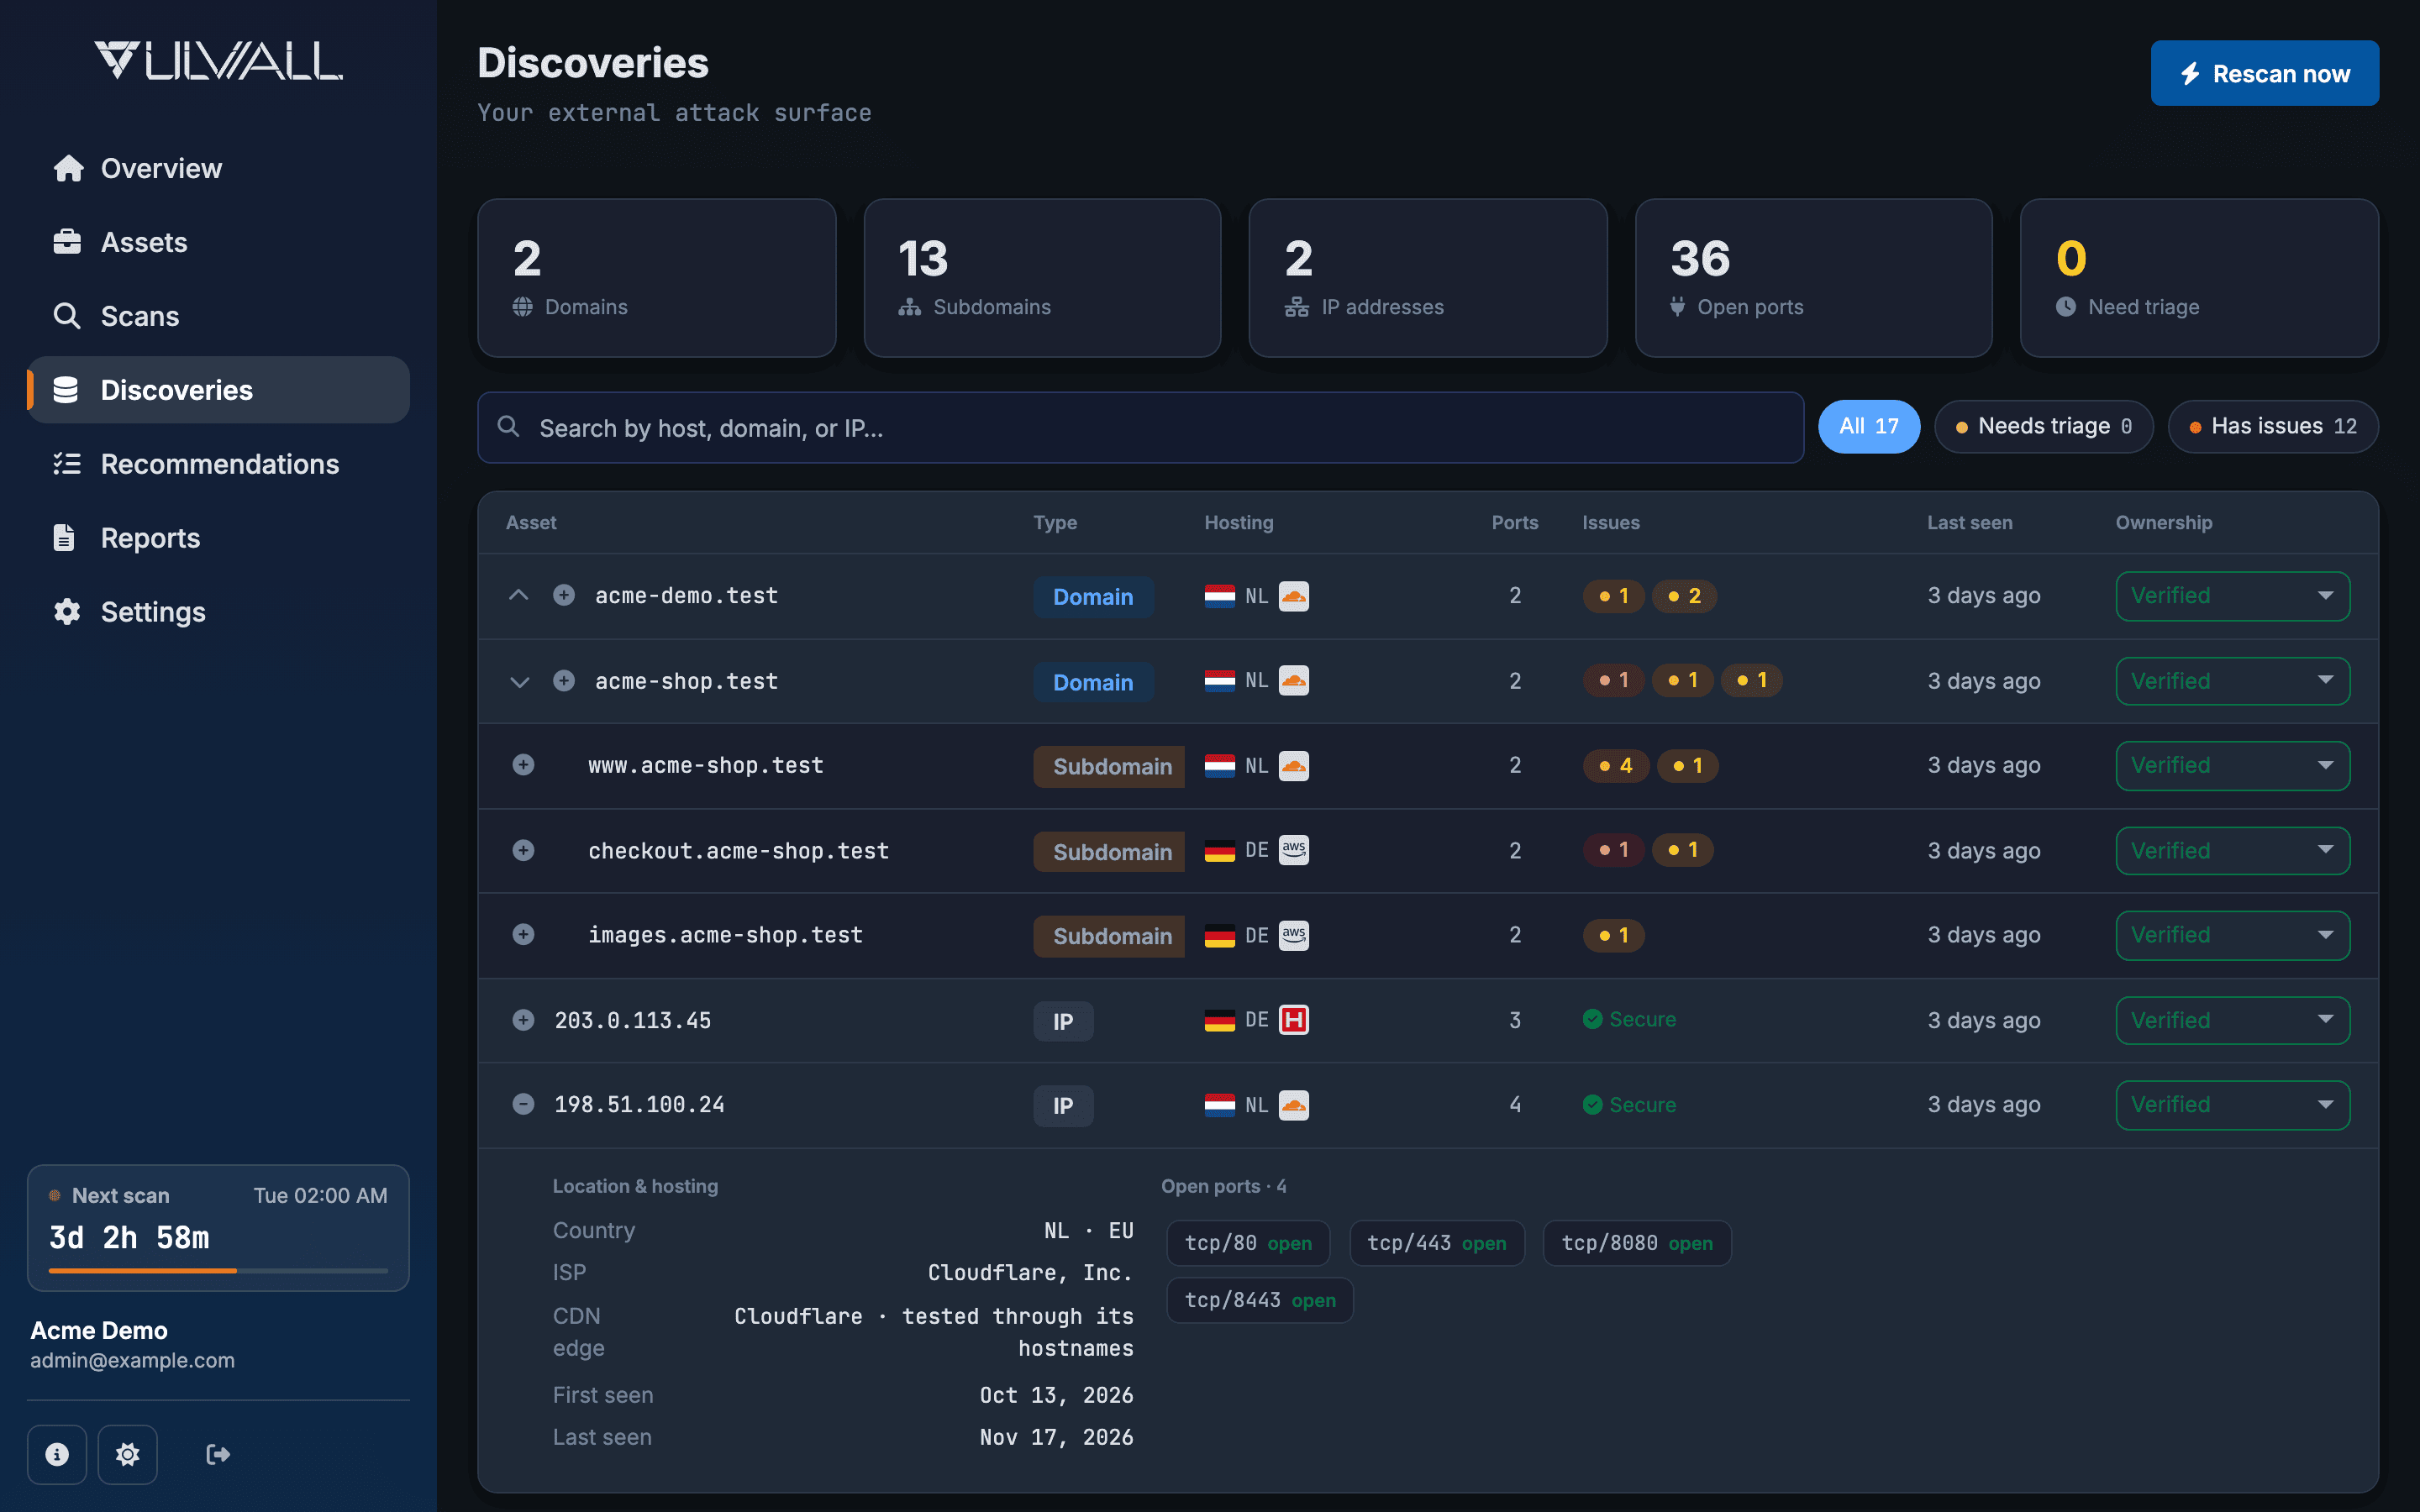 VULWALL
Overview
Assets
Scans
Discoveries
Recommendations
Reports
Settings
Next scan Tue 02:00 AM
3d 2h 58m
Acme Demo
admin@example.com
Discoveries
Your external attack surface
Rescan now
2
Domains
13
Subdomains
2
IP addresses
36
Open ports
0
Need triage
Search by host, domain, or IP...
All 17
Needs triage 0
Has issues 12
Asset Type Hosting Ports Issues Last seen Ownership
acme-demo.test Domain NL 2 1 2 3 days ago Verified
acme-shop.test Domain NL 2 1 1 1 3 days ago Verified
www.acme-shop.test Subdomain NL 2 4 1 3 days ago Verified
checkout.acme-shop.test Subdomain DE aws 2 1 1 3 days ago Verified
images.acme-shop.test Subdomain DE aws 2 1 3 days ago Verified
203.0.113.45 IP DE H 3 Secure 3 days ago Verified
198.51.100.24 IP NL 4 Secure 3 days ago Verified
Location & hosting
Country NL · EU
ISP Cloudflare, Inc.
CDN edge Cloudflare · tested through its
hostnames
First seen Oct 13, 2026
Last seen Nov 17, 2026
Open ports · 4
tcp/80 open tcp/443 open tcp/8080 open
tcp/8443 open